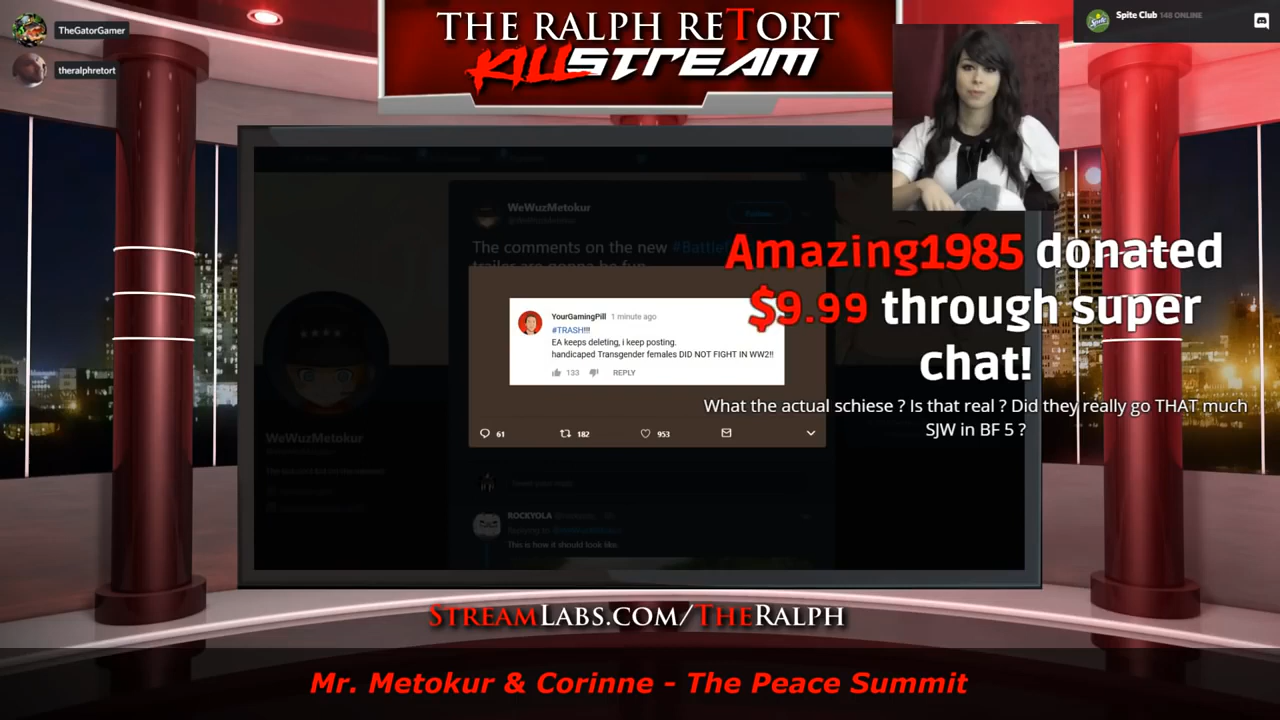 TheGatorGamer
theralphretort
THE RALPH RETORT
KILLSTREAM
Spite Club 148 ONLINE
WeWuzMetokur
The comments on the new #Battlef
trailer are gonna be fun
Amazing1985 donated
$9.99 through super
chat!
What the actual schiese ? Is that real ? Did they really go THAT much
SJW in BF 5 ?
YourGamingPill 1 minute ago
#TRASH!!!
EA keeps deleting, i keep posting.
handicaped Transgender females DID NOT FIGHT IN WW2!!
133 REPLY
61 182 953
WeWuzMetokur
ROCKYOLA
This is how it should look like.
STREAMLABS.COM/THERALPH
Mr. Metokur & Corinne - The Peace Summit